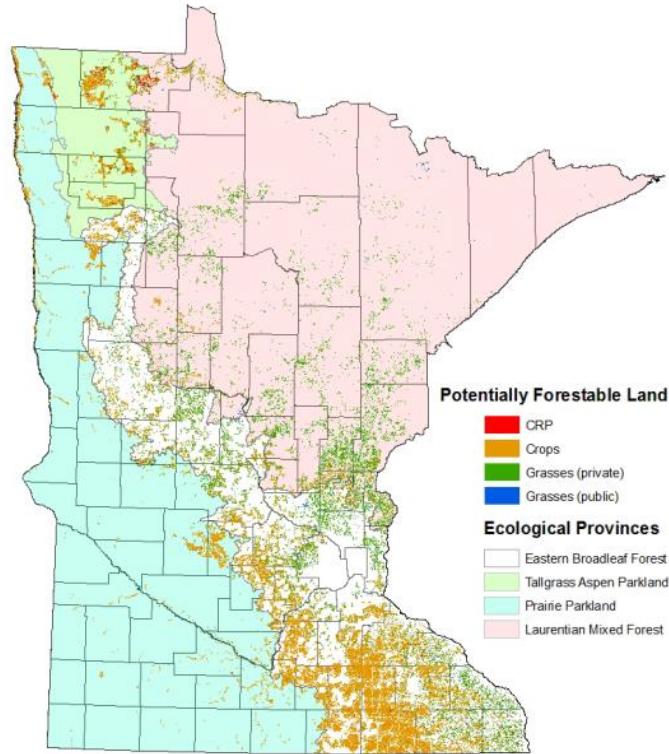 Potentially Forestable Land
CRP
Crops
Grasses (private)
Grasses (public)
Ecological Provinces
Eastern Broadleaf Forest
Tallgrass Aspen Parkland
Prairie Parkland
Laurentian Mixed Forest